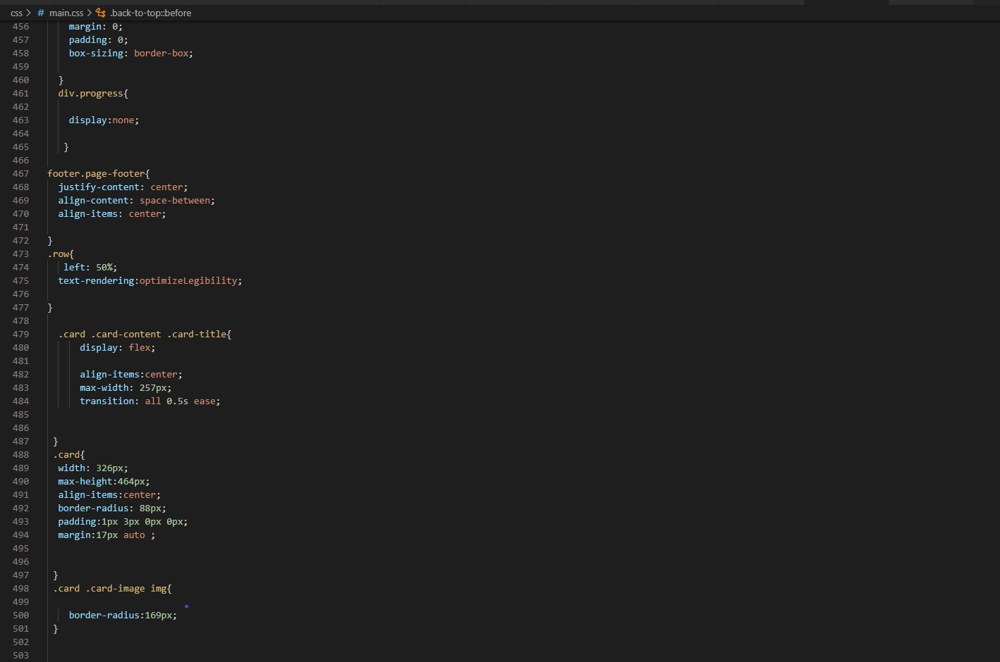 css > # main.css > .back-to-top::before
456 margin: 0;
457 padding: 0;
458 box-sizing: border-box;
459
460 }
461 div.progress{
462
463 display:none;
464
465 }
466
467 footer.page-footer{
468 justify-content: center;
469 align-content: space-between;
470 align-items: center;
471
472 }
473 .row{
474 left: 50%;
475 text-rendering:optimizeLegibility;
476
477 }
478
479 .card .card-content .card-title{
480 display: flex;
481
482 align-items:center;
483 max-width: 257px;
484 transition: all 0.5s ease;
485
486
487 }
488 .card{
489 width: 326px;
490 max-height:464px;
491 align-items:center;
492 border-radius: 88px;
493 padding:1px 3px 0px 0px;
494 margin:17px auto ;
495
496
497 }
498 .card .card-image img{
499
500 border-radius:169px;
501 }
502
503